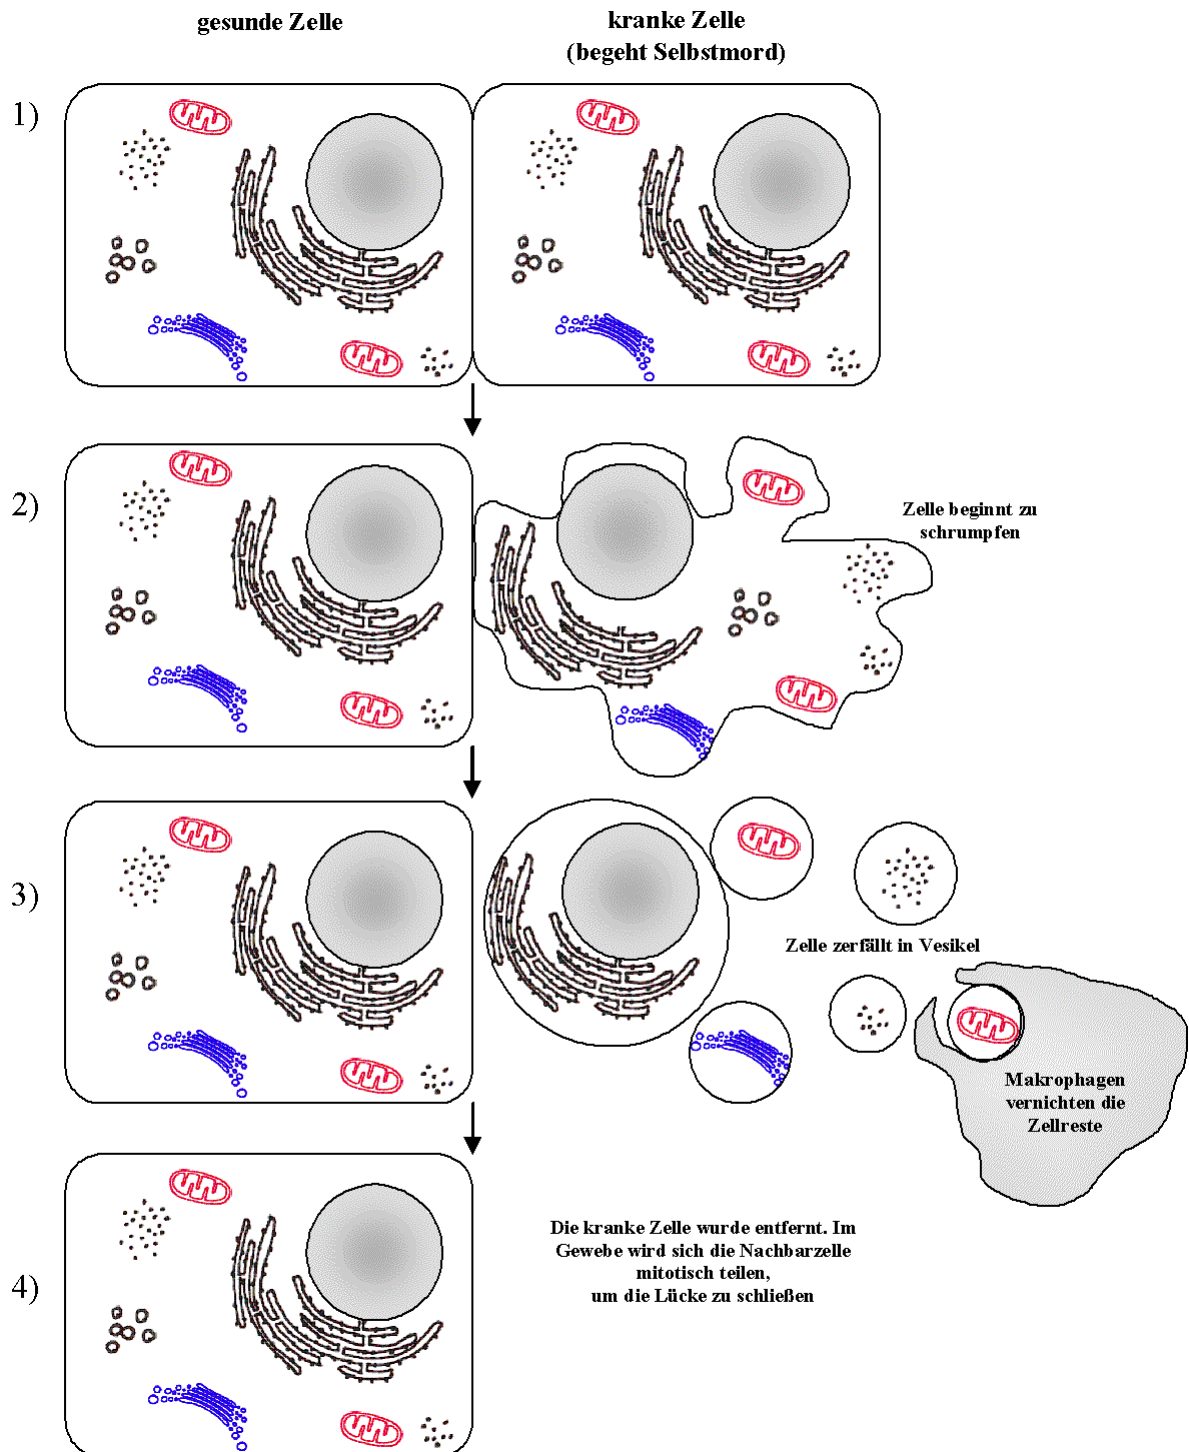 gesunde Zelle
kranke Zelle
(begeht Selbstmord)
1)
2)
Zelle beginnt zu
schrumpfen
3)
Zelle zerfällt in Vesikel
Makrophagen
vernichten die
Zellreste
4)
Die kranke Zelle wurde entfernt. Im
Gewebe wird sich die Nachbarzelle
mitotisch teilen,
um die Lücke zu schließen